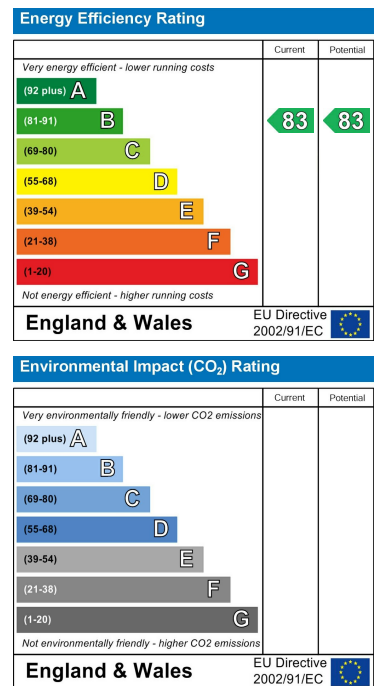 Energy Efficiency Rating
Current Potential
Very energy efficient - lower running costs
(92 plus) A
(81-91) B 83 83
(69-80) C
(55-68) D
(39-54) E
(21-38) F
(1-20) G
Not energy efficient - higher running costs
England & Wales
EU Directive
2002/91/EC
Environmental Impact (CO₂) Rating
Current Potential
Very environmentally friendly - lower CO2 emissions
(92 plus) A
(81-91) B
(69-80) C
(55-68) D
(39-54) E
(21-38) F
(1-20) G
Not environmentally friendly - higher CO2 emissions
England & Wales
EU Directive
2002/91/EC